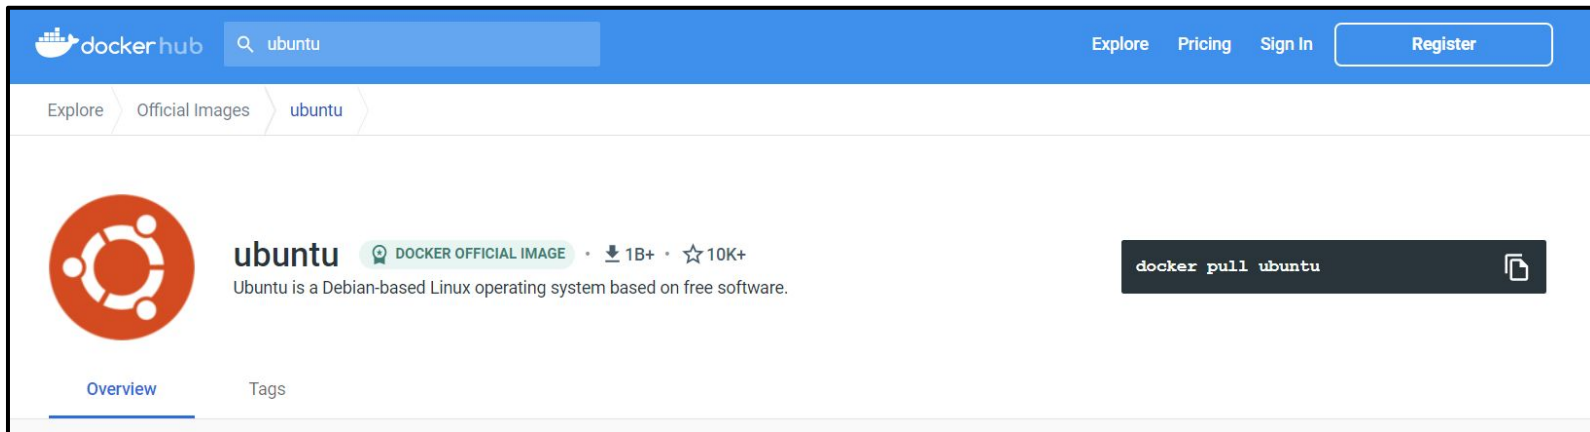 dockerhub ubuntu Explore Pricing Sign In Register
Explore Official Images ubuntu
ubuntu DOCKER OFFICIAL IMAGE · 1B+ · 10K+
Ubuntu is a Debian-based Linux operating system based on free software.
docker pull ubuntu
Overview Tags